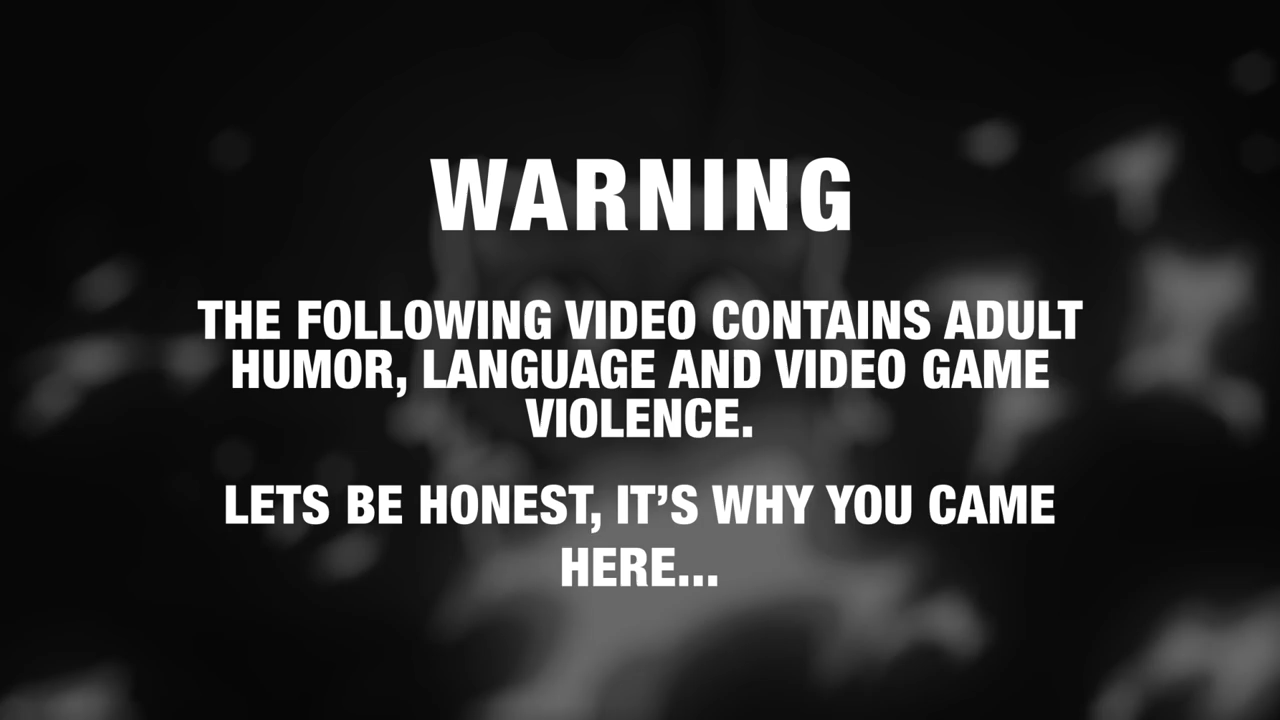 WARNING
THE FOLLOWING VIDEO CONTAINS ADULT
HUMOR, LANGUAGE AND VIDEO GAME
VIOLENCE.
LETS BE HONEST, IT’S WHY YOU CAME
HERE...